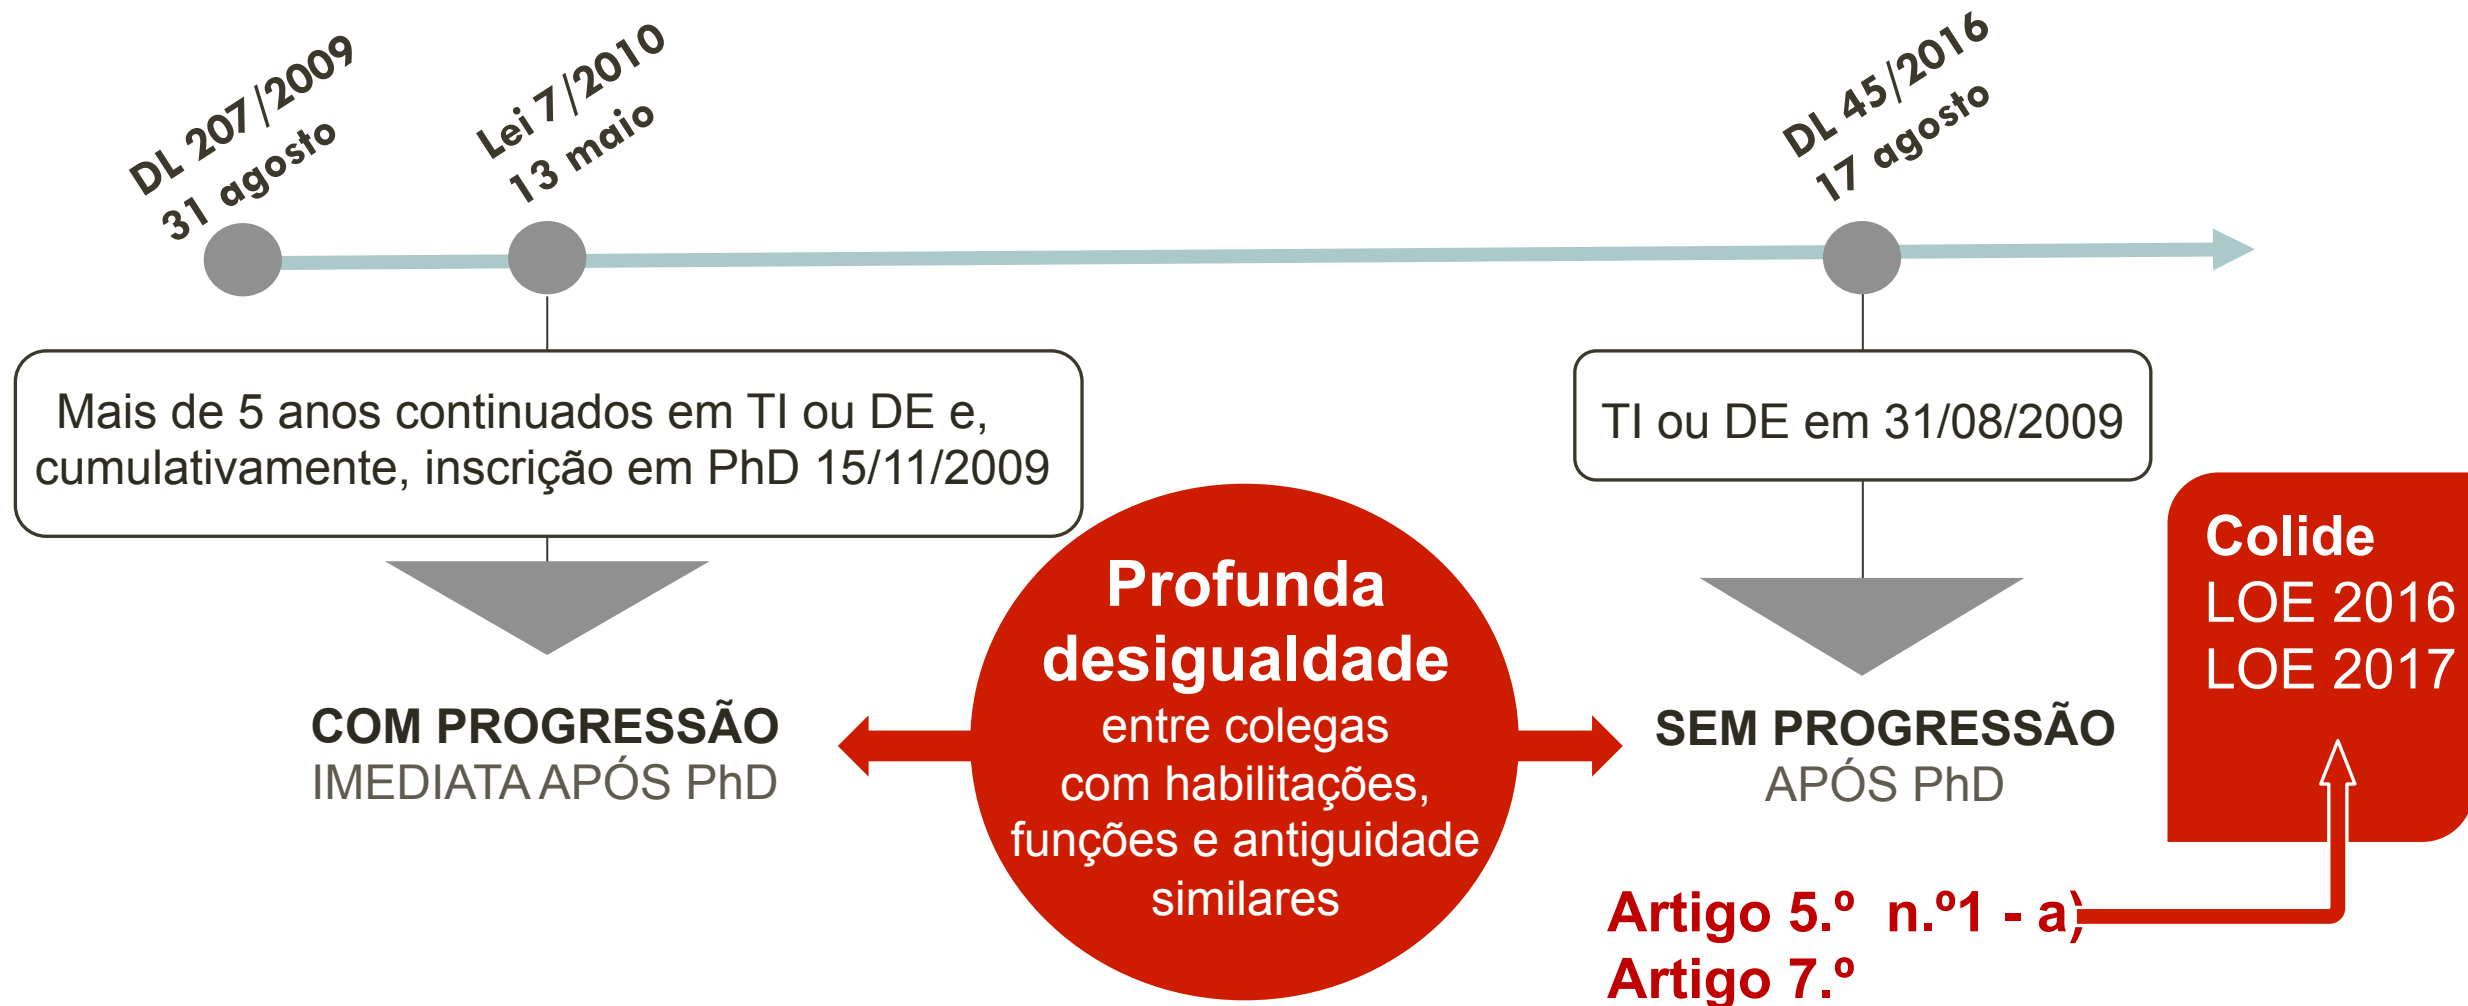 DL 207/2009
31 agosto
Lei 7/2010
13 maio
DL 45/2016
17 agosto
Mais de 5 anos continuados em TI ou DE e,
cumulativamente, inscrição em PhD 15/11/2009
TI ou DE em 31/08/2009
COM PROGRESSÃO
IMEDIATA APÓS PhD
Profunda
desigualdade
entre colegas
com habilitações,
funções e antiguidade
similares
SEM PROGRESSÃO
APÓS PhD
Colide
LOE 2016
LOE 2017
Artigo 5.º n.º1 - a)
Artigo 7.º